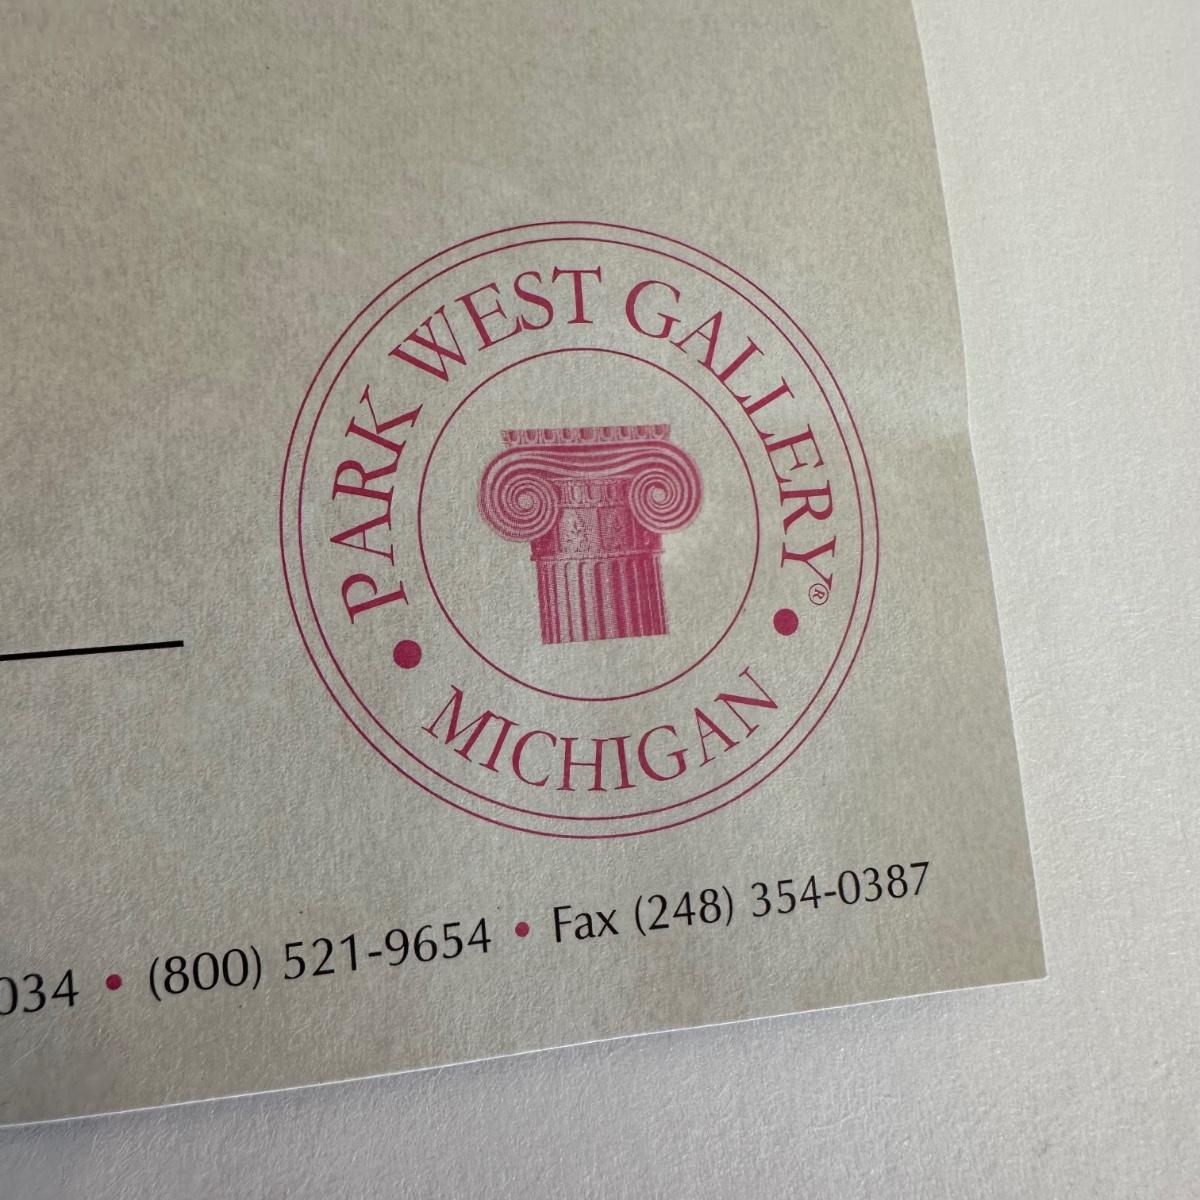 PARK WEST GALLERY®
• MICHIGAN •
034 • (800) 521-9654 • Fax (248) 354-0387